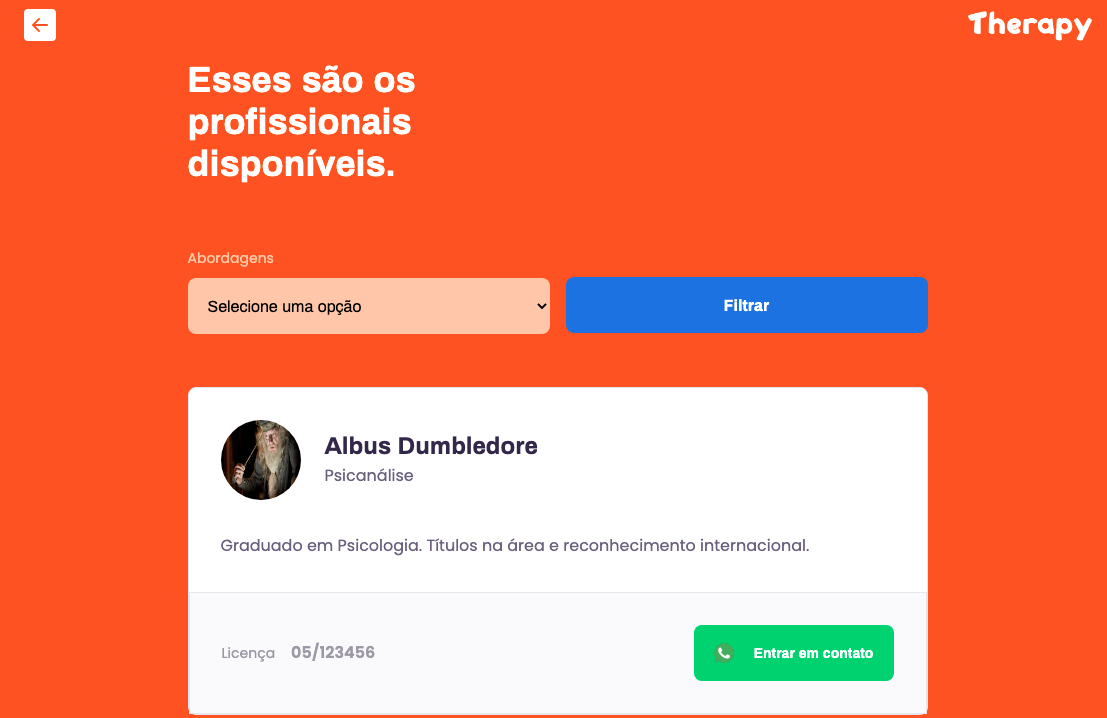 Therapy
Esses são os
profissionais
disponíveis.
Abordagens
Selecione uma opção
Filtrar
Albus Dumbledore
Psicanálise
Graduado em Psicologia. Títulos na área e reconhecimento internacional.
Licença 05/123456
Entrar em contato